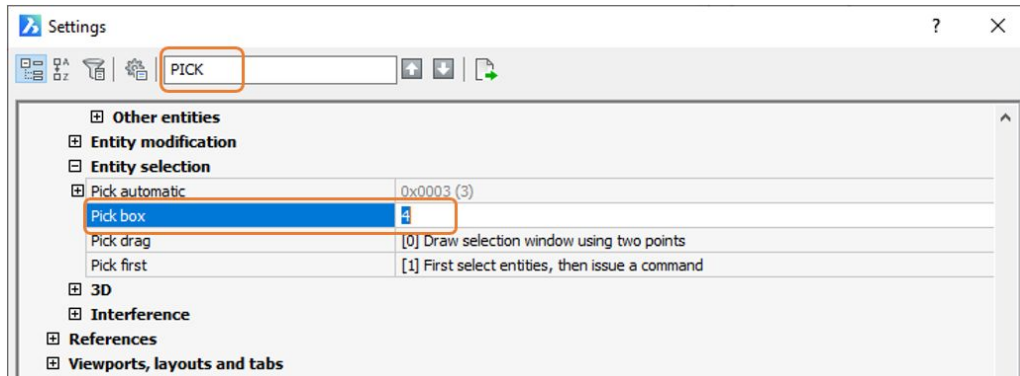 Settings ?
PICK
Other entities
Entity modification
Entity selection
Pick automatic 0x0003 (3)
Pick box 4
Pick drag [0] Draw selection window using two points
Pick first [1] First select entities, then issue a command
3D
Interference
References
Viewports, layouts and tabs